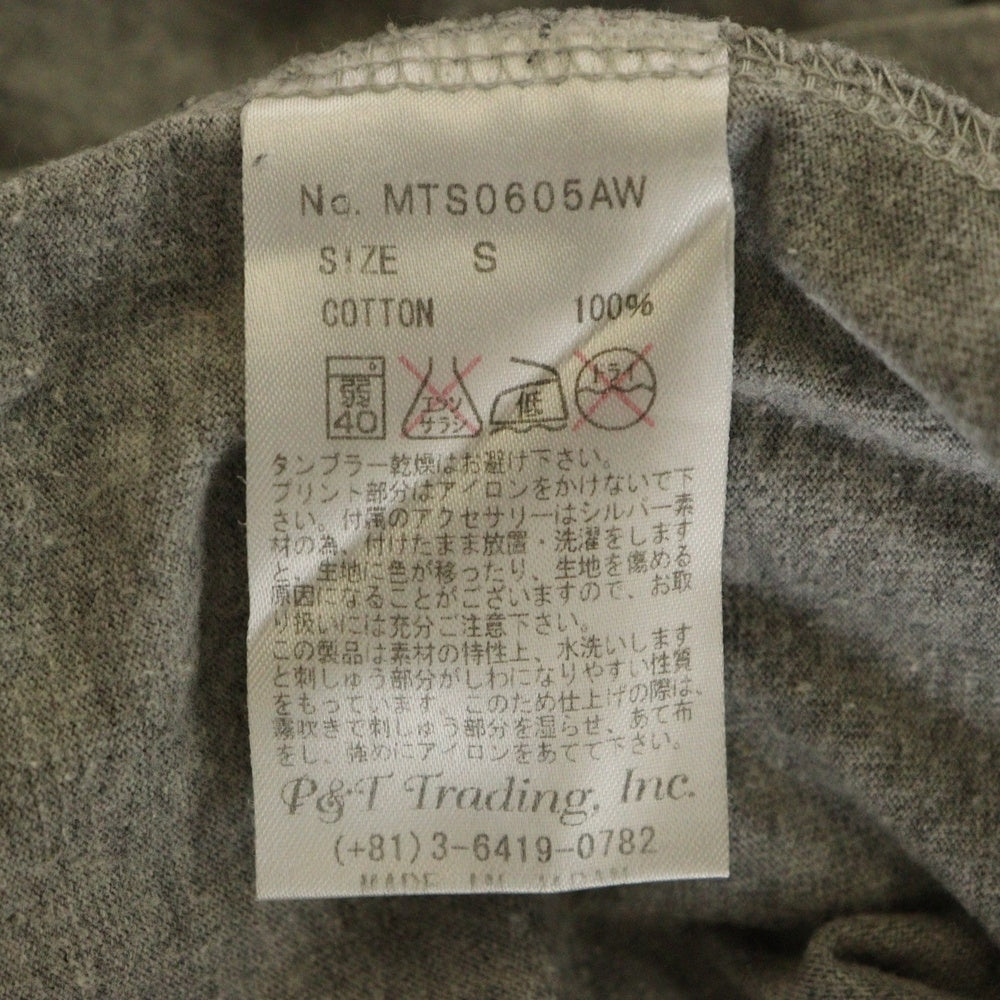 No. MTS0605AW
SIZE S
COTTON 100%
弱 40 エンソ サラシ 低 ドライ
タンブラー乾燥はお避け下さい。
プリント部分はアイロンをかけないで下
さい。付属のアクセサリーはシルバー素
材の為、付けたまま放置・洗濯をしまする
と、生地に色が移ったり、生地を傷める
原因になることがございますので、お取
り扱いには充分ご注意下さい。
この製品は素材の特性上、水洗いします
と刺しゅう部分がしわになりやすい性質
をもっています。このため仕上げの際は、
霧吹きで刺しゅう部分を湿らせ、あて布
をし、強めにアイロンをあてて下さい。
P&T Trading, Inc.
(+81)3-6419-0782
MADE IN JAPAN